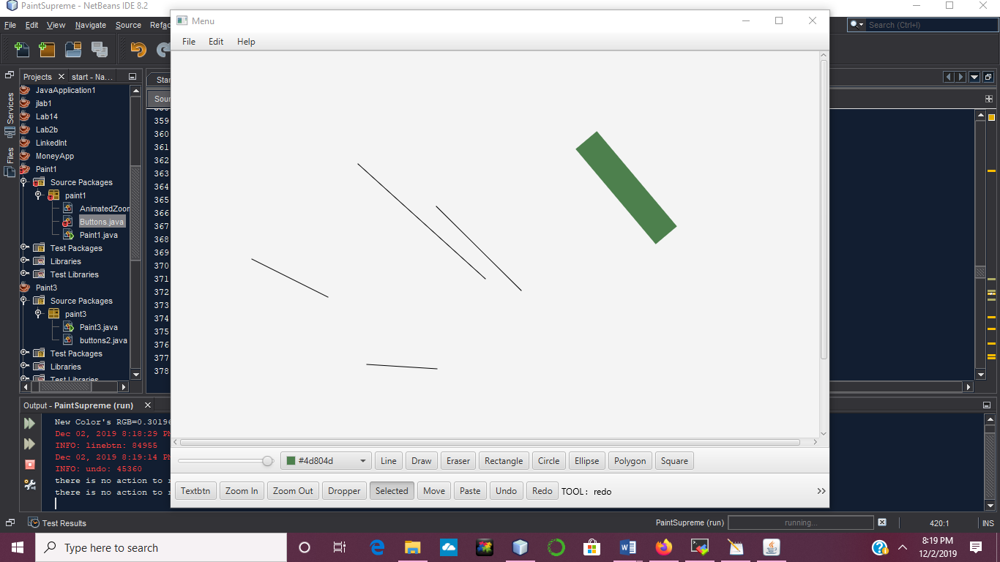 PaintSupreme - NetBeans IDE 8.2
File Edit View Navigate Source Refac
Search (Ctrl+I)
Menu
File Edit Help
Projects start - Na...
Services
Files
JavaApplication1
jlab1
Lab14
Lab2b
LinkedInt
MoneyApp
Paint1
Source Packages
paint1
AnimatedZoor
Buttons.java
Paint1.java
Test Packages
Libraries
Test Libraries
Paint3
Source Packages
paint3
Paint3.java
buttons2.java
Test Packages
Libraries
Test Libraries
Star
Sour
359
360
361
362
363
364
365
366
367
368
369
370
371
372
373
374
375
376
377
378
#4d804d Line Draw Eraser Rectangle Circle Ellipse Polygon Square
Textbtn Zoom In Zoom Out Dropper Selected Move Paste Undo Redo TOOL: redo
Output - PaintSupreme (run)
New Color's RGB=0.30196
Dec 02, 2019 8:18:29 PM
INFO: linebtn: 84955
Dec 02, 2019 8:19:14 PM
INFO: undo: 45360
there is no action to r
there is no action to r
Test Results
PaintSupreme (run) running... 420:1 INS
Type here to search
8:19 PM
12/2/2019